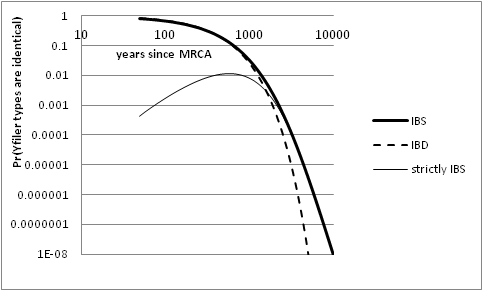 1
10 100 1000 10000
0.1
years since MRCA
0.01
0.001
0.0001
0.00001
0.000001
0.0000001
1E-08
Pr(Yfiler types are identical)
IBS
IBD
strictly IBS